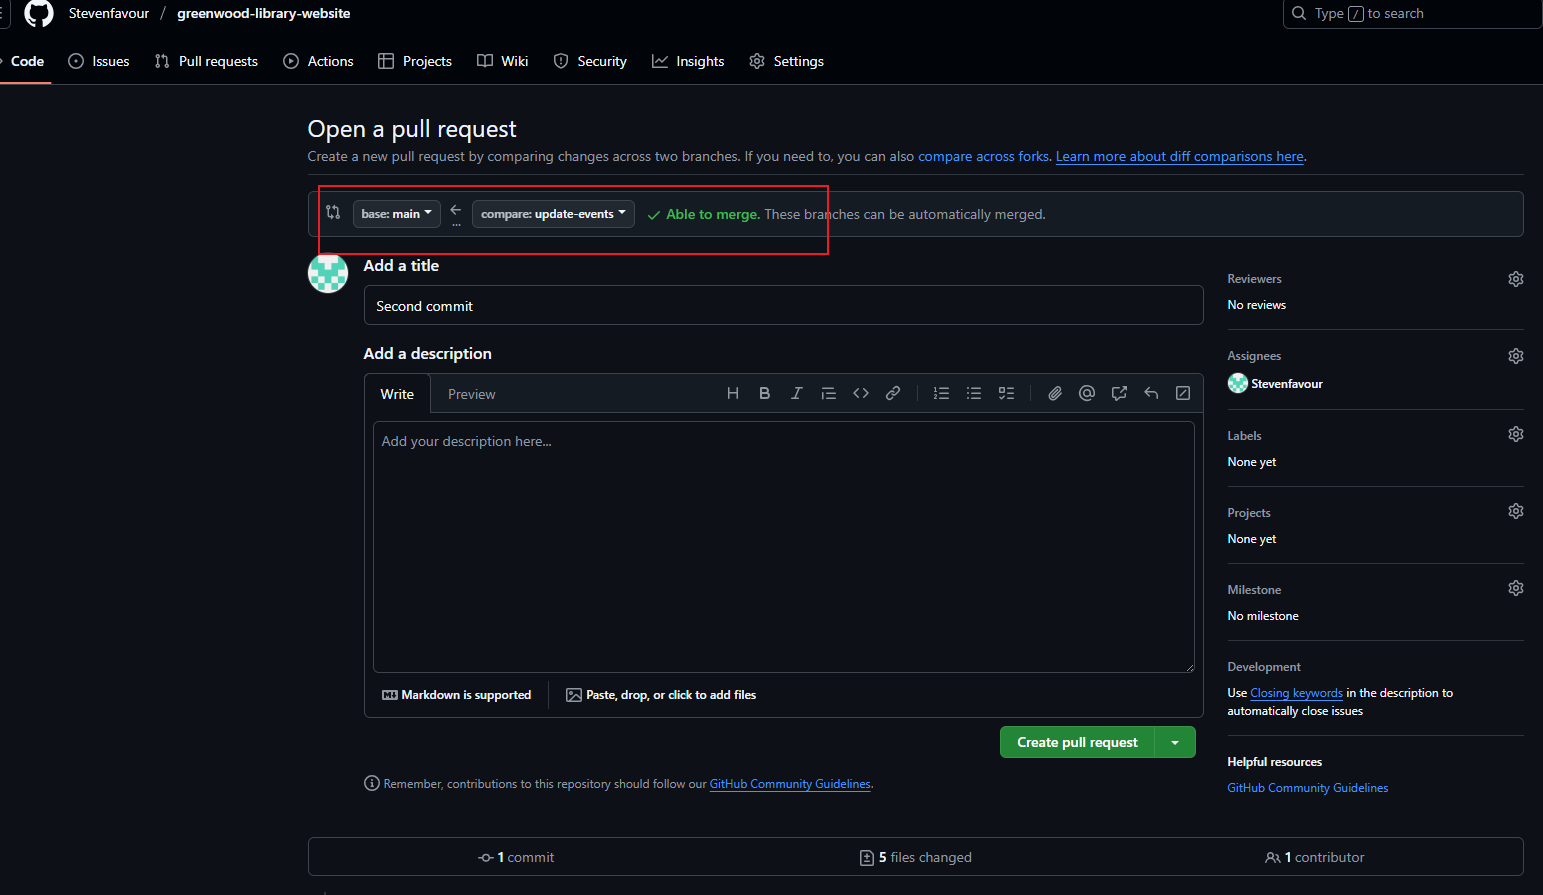 Stevenfavour / greenwood-library-website
Type / to search
Code Issues Pull requests Actions Projects Wiki Security Insights Settings
Open a pull request
Create a new pull request by comparing changes across two branches. If you need to, you can also compare across forks. Learn more about diff comparisons here.
base: main ... compare: update-events Able to merge. These branches can be automatically merged.
Add a title
Second commit
Add a description
Write Preview
Add your description here...
Markdown is supported Paste, drop, or click to add files
Create pull request
Remember, contributions to this repository should follow our GitHub Community Guidelines.
Reviewers
No reviews
Assignees
Stevenfavour
Labels
None yet
Projects
None yet
Milestone
No milestone
Development
Use Closing keywords in the description to
automatically close issues
Helpful resources
GitHub Community Guidelines
1 commit 5 files changed 1 contributor